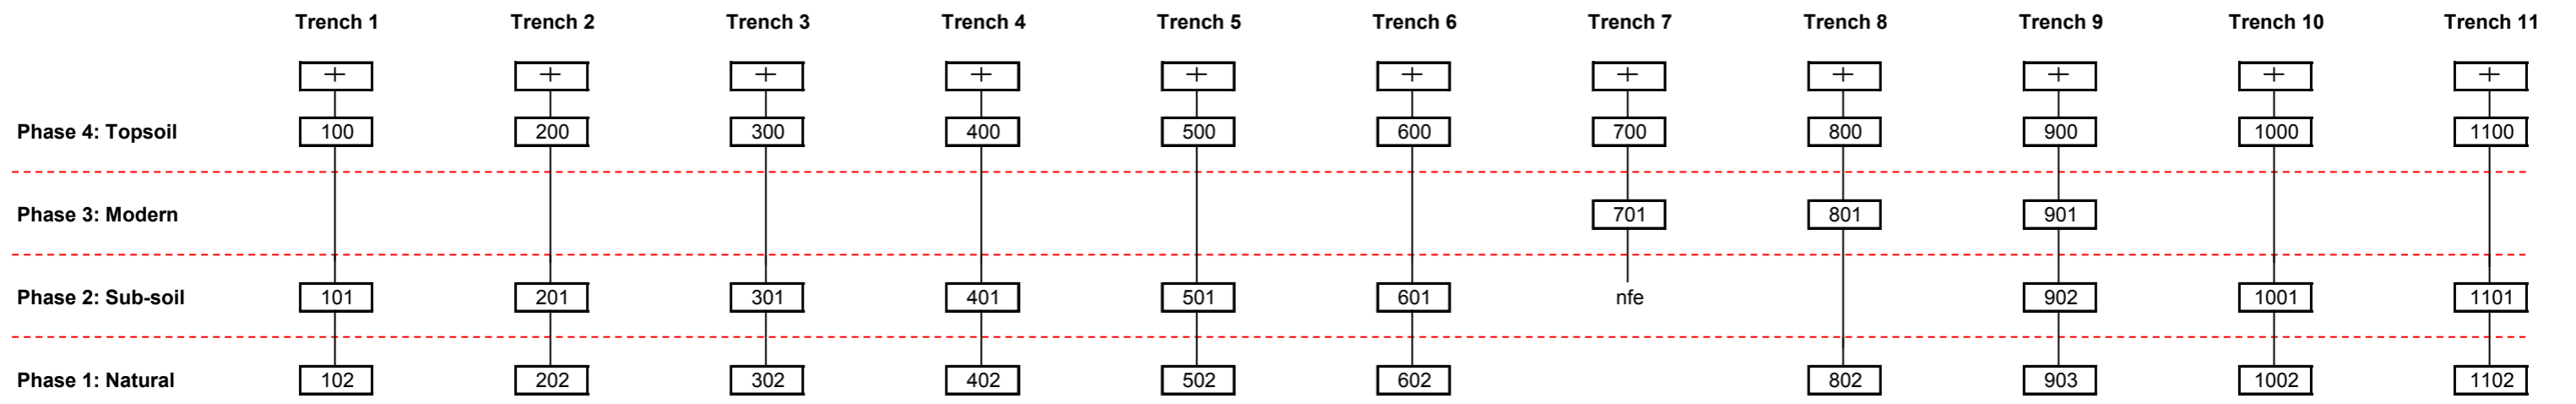 Trench 1 Trench 2 Trench 3 Trench 4 Trench 5 Trench 6 Trench 7 Trench 8 Trench 9 Trench 10 Trench 11
+ + + + + + + + + + +
Phase 4: Topsoil 100 200 300 400 500 600 700 800 900 1000 1100
Phase 3: Modern 701 801 901
Phase 2: Sub-soil 101 201 301 401 501 601 nfe 902 1001 1101
Phase 1: Natural 102 202 302 402 502 602 802 903 1002 1102